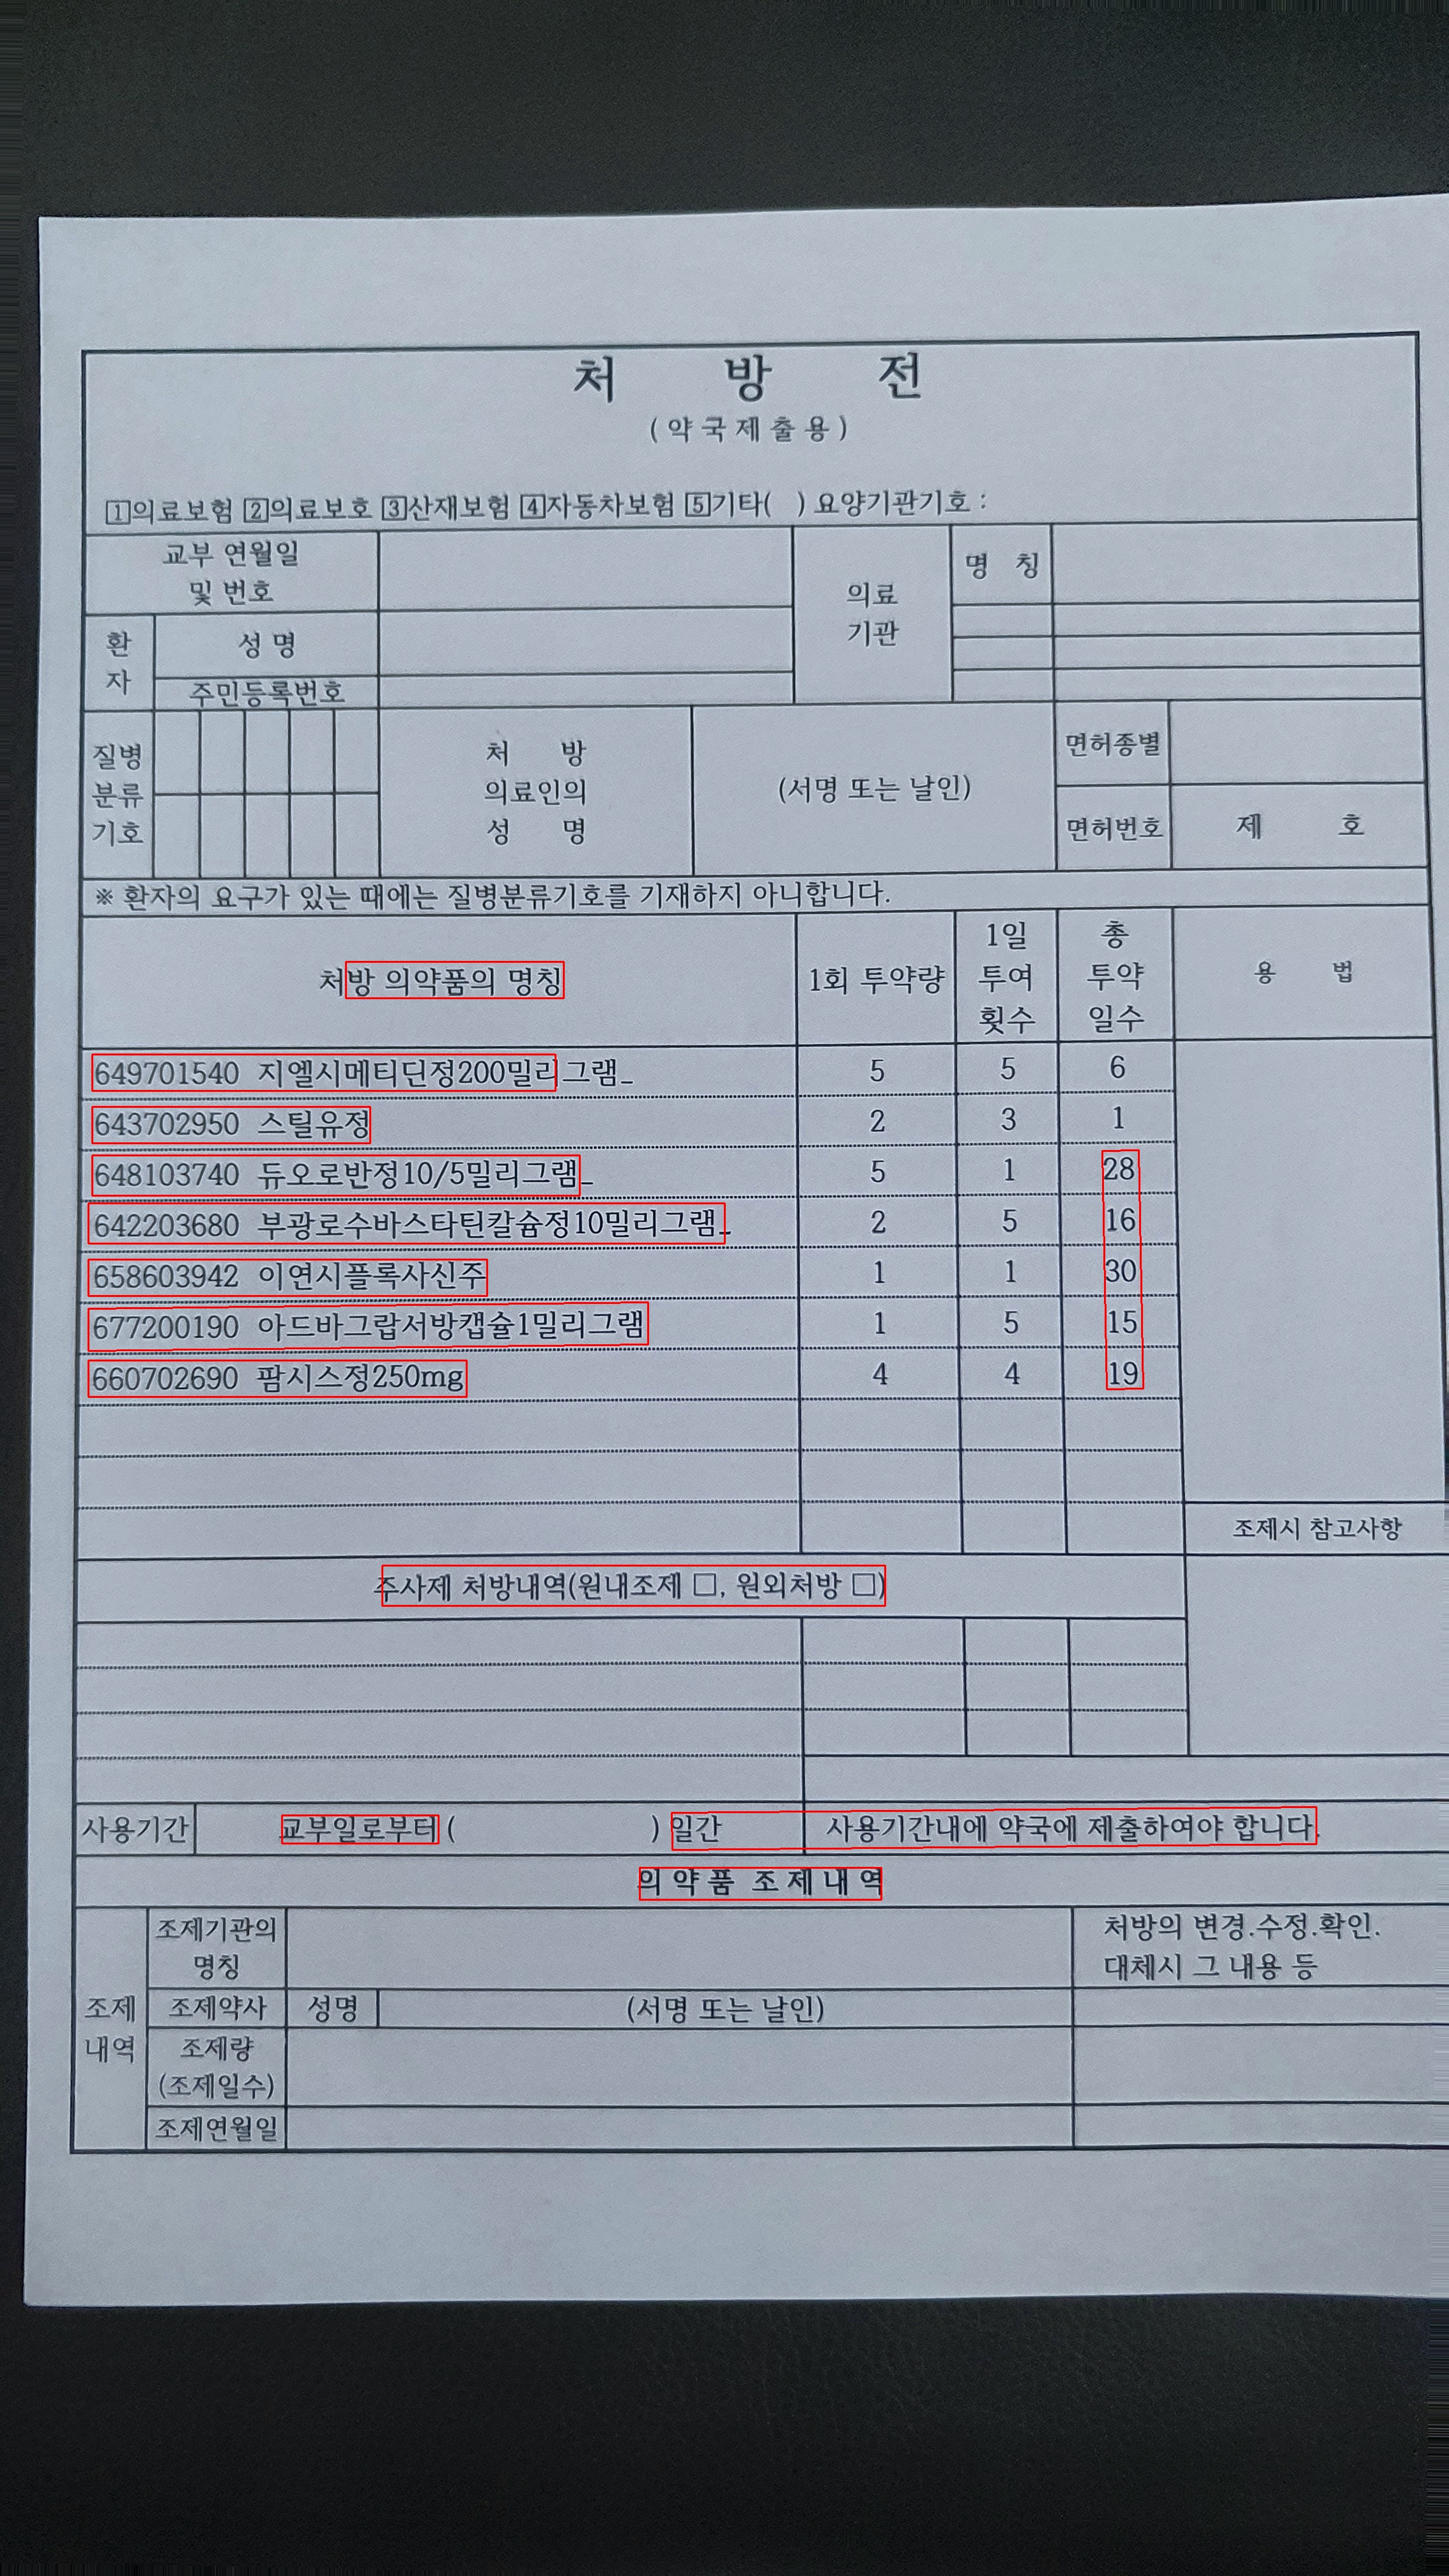 처 방 전
( 약 국 제 출 용 )
1의료보험 2의료보호 3산재보험 4자동차보험 5기타( ) 요양기관기호 :
교부 연월일
및 번호
의료
기관
명 칭
환
자
성 명
주민등록번호
질병
분류
기호
처 방
의료인의
성 명
(서명 또는 날인)
면허종별
면허번호
제 호
※ 환자의 요구가 있는 때에는 질병분류기호를 기재하지 아니합니다.
처방 의약품의 명칭
1회 투약량
1일
투여
횟수
총
투약
일수
용 법
649701540 지엘시메티딘정200밀리그램_ 5 5 6
643702950 스틸유정 2 3 1
648103740 듀오로반정10/5밀리그램_ 5 1 28
642203680 부광로수바스타틴칼슘정10밀리그램_ 2 5 16
658603942 이연시플록사신주 1 1 30
677200190 아드바그랍서방캡슐1밀리그램 1 5 15
660702690 팜시스정250mg 4 4 19
조제시 참고사항
주사제 처방내역(원내조제 □, 원외처방 □)
사용기간 교부일로부터 ( ) 일간 사용기간내에 약국에 제출하여야 합니다.
의 약 품 조 제 내 역
조제
내역
조제기관의
명칭
처방의 변경.수정.확인.
대체시 그 내용 등
조제약사 성명 (서명 또는 날인)
조제량
(조제일수)
조제연월일